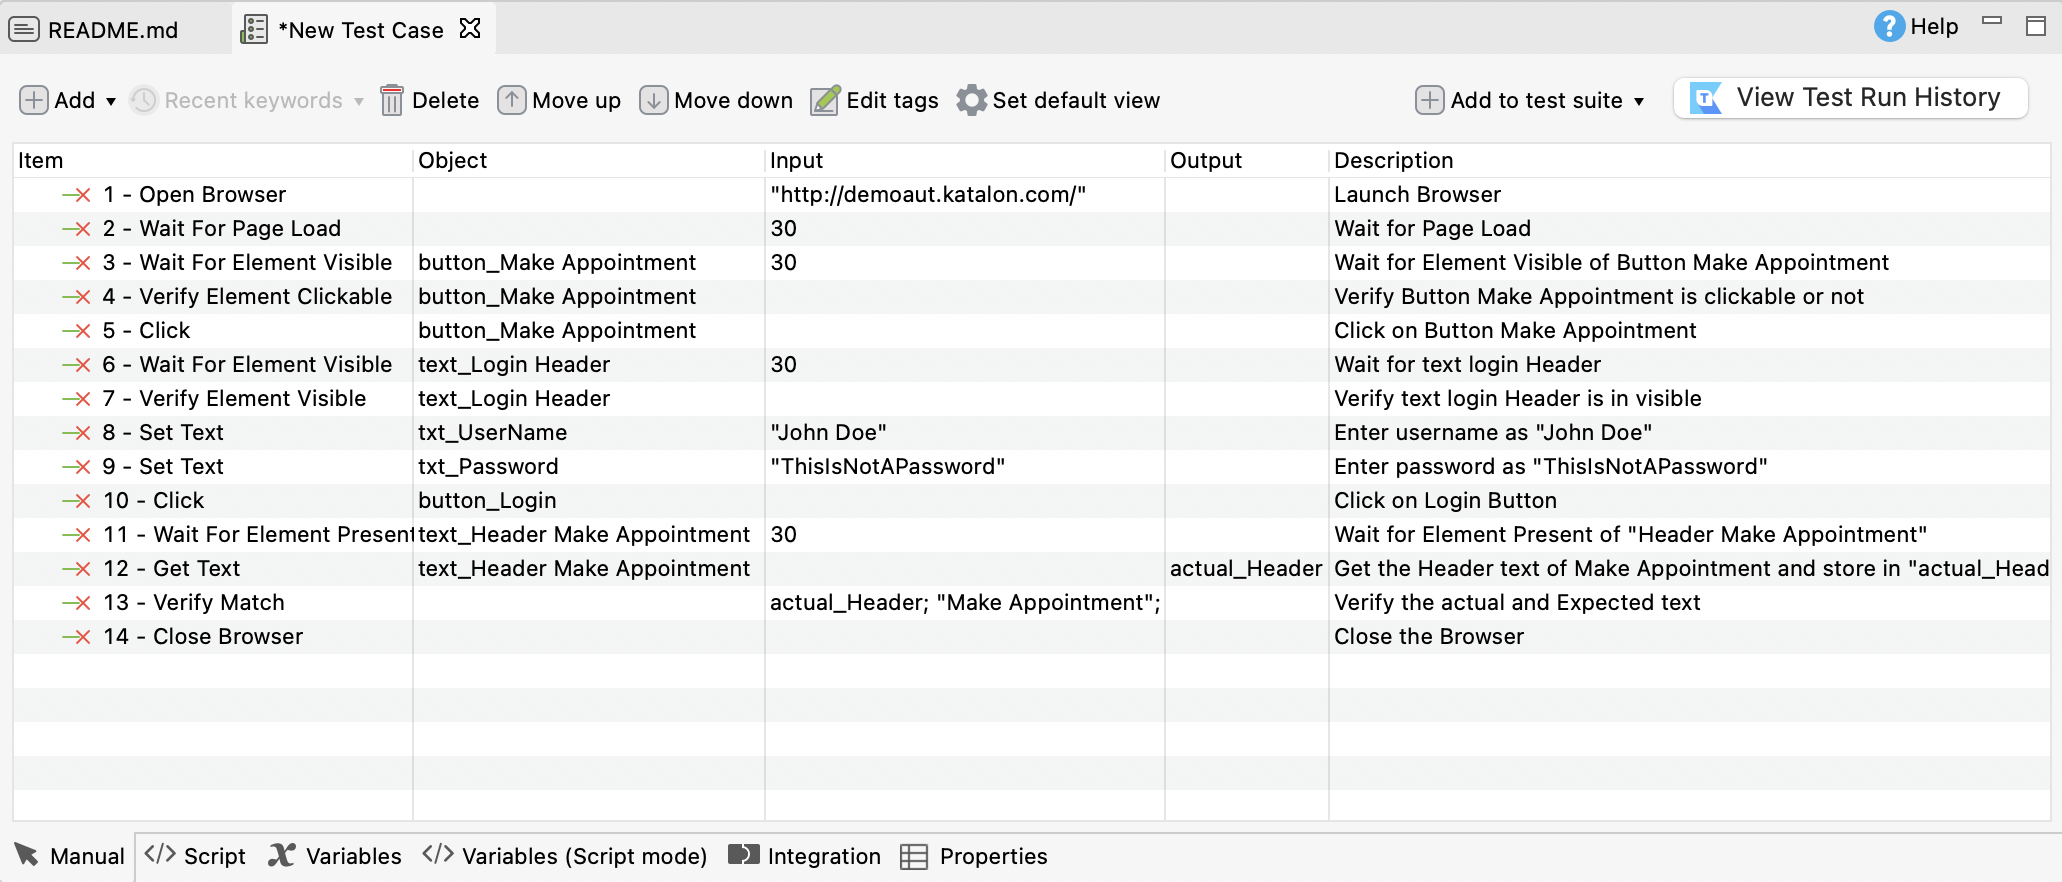 README.md *New Test Case Help
Add Recent keywords Delete Move up Move down Edit tags Set default view Add to test suite View Test Run History
Item Object Input Output Description
1 - Open Browser "http://demoaut.katalon.com/" Launch Browser
2 - Wait For Page Load 30 Wait for Page Load
3 - Wait For Element Visible button_Make Appointment 30 Wait for Element Visible of Button Make Appointment
4 - Verify Element Clickable button_Make Appointment Verify Button Make Appointment is clickable or not
5 - Click button_Make Appointment Click on Button Make Appointment
6 - Wait For Element Visible text_Login Header 30 Wait for text login Header
7 - Verify Element Visible text_Login Header Verify text login Header is in visible
8 - Set Text txt_UserName "John Doe" Enter username as "John Doe"
9 - Set Text txt_Password "ThisIsNotAPassword" Enter password as "ThisIsNotAPassword"
10 - Click button_Login Click on Login Button
11 - Wait For Element Present text_Header Make Appointment 30 Wait for Element Present of "Header Make Appointment"
12 - Get Text text_Header Make Appointment actual_Header Get the Header text of Make Appointment and store in "actual_Head
13 - Verify Match actual_Header; "Make Appointment"; Verify the actual and Expected text
14 - Close Browser Close the Browser
Manual Script Variables Variables (Script mode) Integration Properties